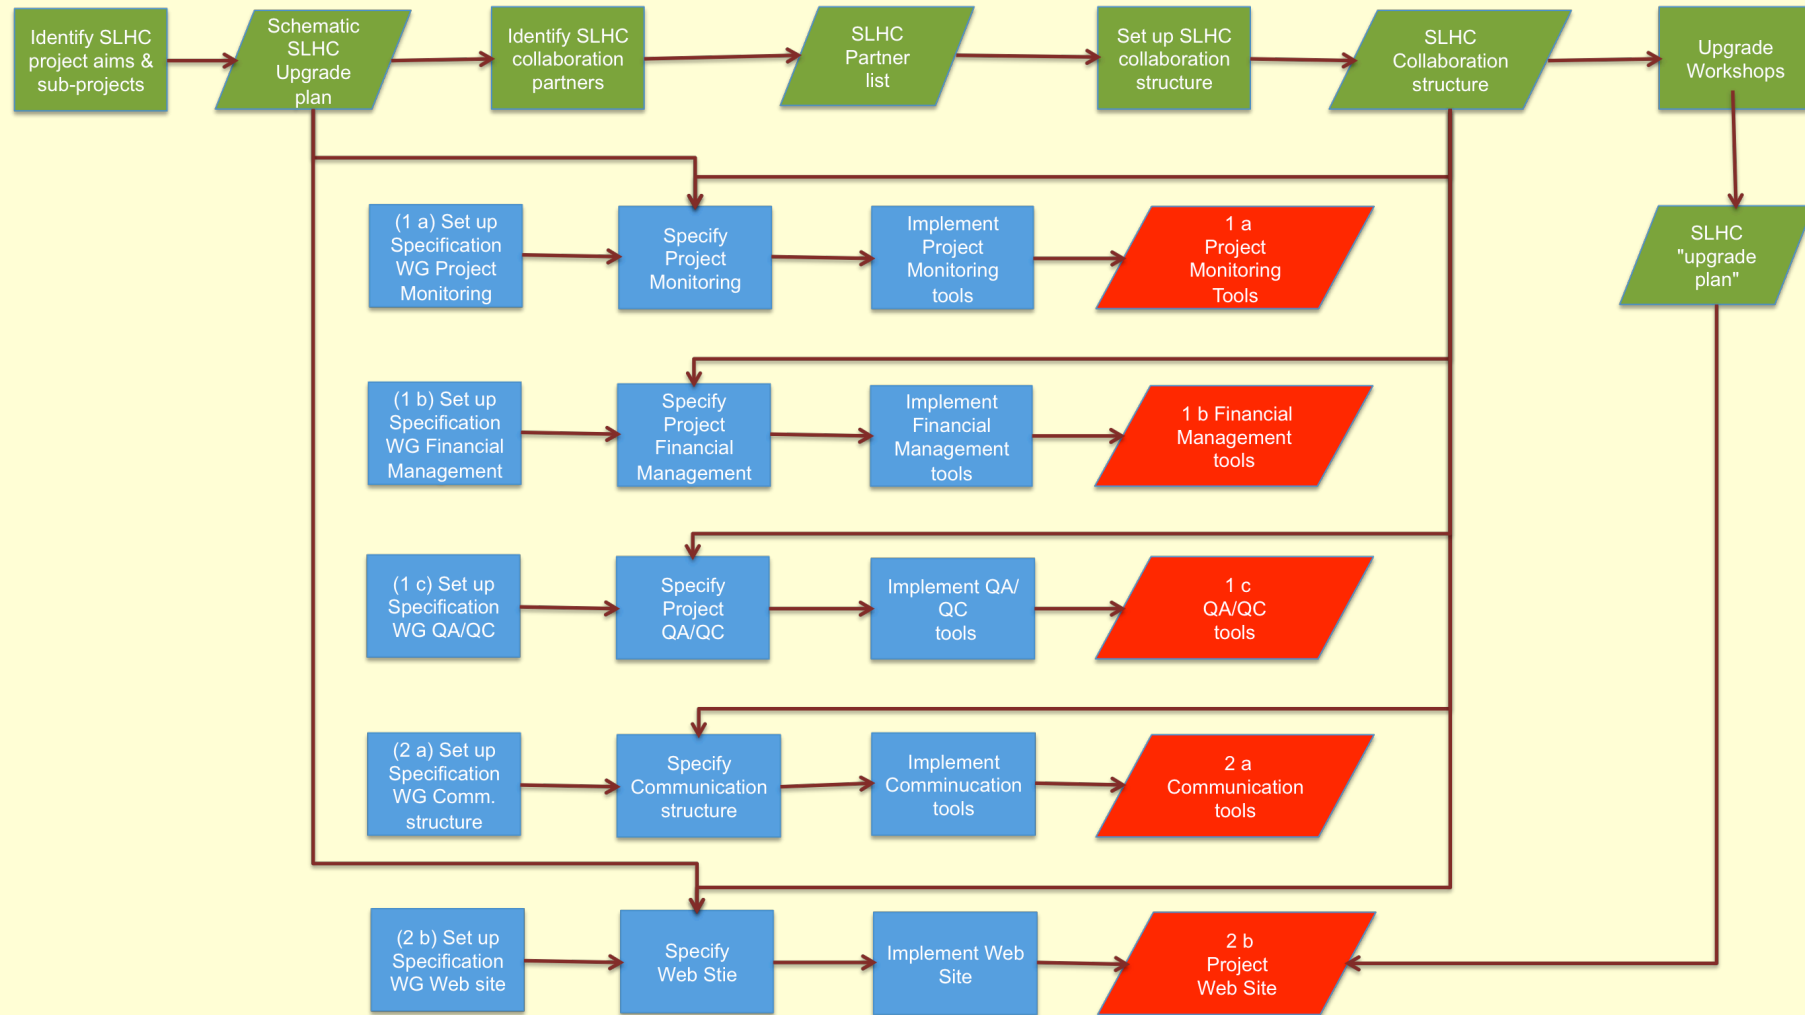 Identify SLHC
project aims &
sub-projects
Schematic
SLHC
Upgrade
plan
Identify SLHC
collaboration
partners
SLHC
Partner
list
Set up SLHC
collaboration
structure
SLHC
Collaboration
structure
Upgrade
Workshops
(1 a) Set up
Specification
WG Project
Monitoring
Specify
Project
Monitoring
Implement
Project
Monitoring
tools
1 a
Project
Monitoring
Tools
SLHC
"upgrade
plan"
(1 b) Set up
Specification
WG Financial
Management
Specify
Project
Financial
Management
Implement
Financial
Management
tools
1 b Financial
Management
tools
(1 c) Set up
Specification
WG QA/QC
Specify
Project
QA/QC
Implement QA/
QC
tools
1 c
QA/QC
tools
(2 a) Set up
Specification
WG Comm.
structure
Specify
Communication
structure
Implement
Comminucation
tools
2 a
Communication
tools
(2 b) Set up
Specification
WG Web site
Specify
Web Stie
Implement Web
Site
2 b
Project
Web Site